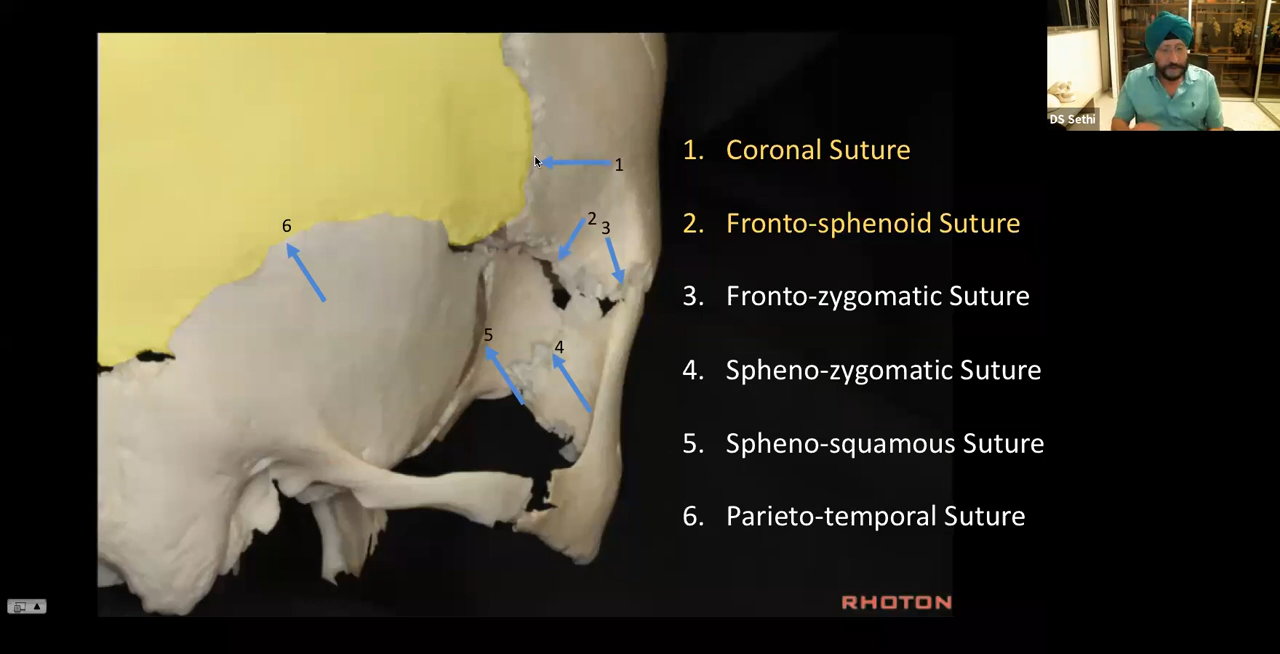 DS Sethi
1
2
3
6
5
4
1. Coronal Suture
2. Fronto-sphenoid Suture
3. Fronto-zygomatic Suture
4. Spheno-zygomatic Suture
5. Spheno-squamous Suture
6. Parieto-temporal Suture
RHOTON